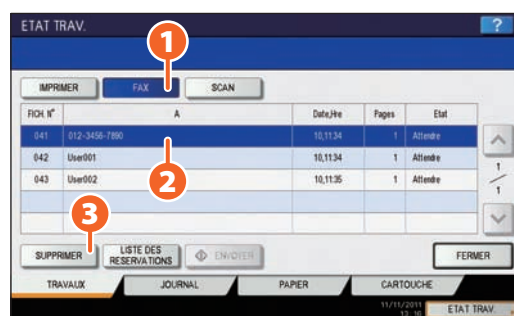 ETAT TRAV. ?
1
IMPRIMER FAX SCAN
FICH. N° A Date,Hre Pages Etat
041 012-3456-7890 10,11:34 1 Attendre
042 User001 10,11:34 1 Attendre
043 User002 10,11:35 1 Attendre
2
1
1
3
SUPPRIMER LISTE DES RESERVATIONS ENVOYER FERMER
TRAVAUX JOURNAL PAPIER CARTOUCHE
11/11/2011
ETAT TRAV.